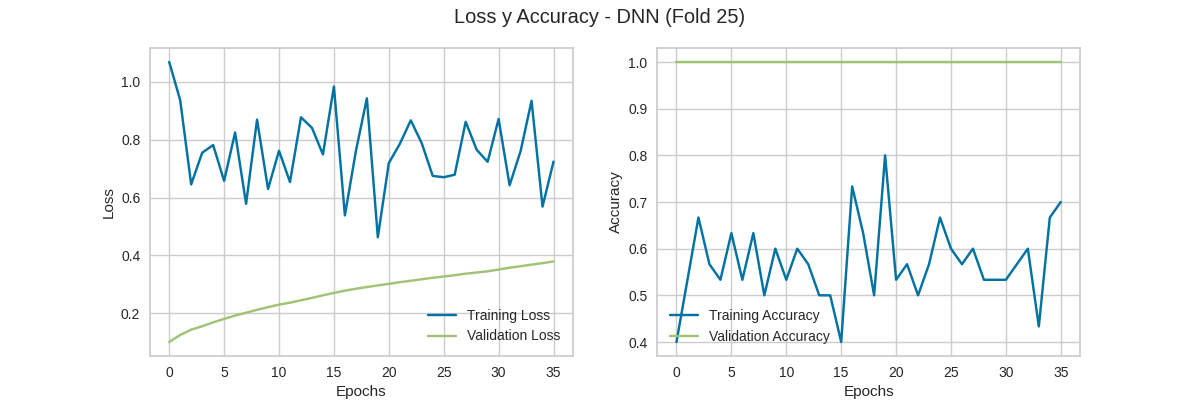 Loss y Accuracy - DNN (Fold 25)
1.0
0.8
0.6
0.4
0.2
Loss
0 5 10 15 20 25 30 35
Epochs
Training Loss
Validation Loss
1.0
0.9
0.8
0.7
0.6
0.5
0.4
Accuracy
0 5 10 15 20 25 30 35
Epochs
Training Accuracy
Validation Accuracy